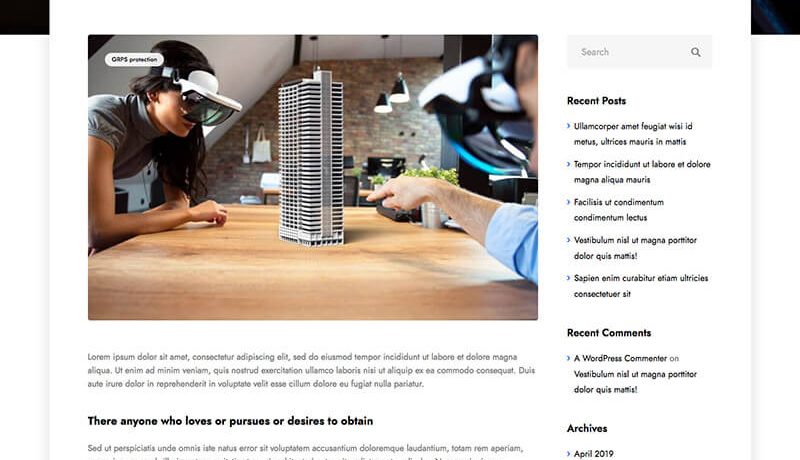 GRPS protection
Lorem ipsum dolor sit amet, consectetur adipiscing elit, sed do eiusmod tempor incididunt ut labore et dolore magna
aliqua. Ut enim ad minim veniam, quis nostrud exercitation ullamco laboris nisi ut aliquip ex ea commodo consequat. Duis
aute irure dolor in reprehenderit in voluptate velit esse cillum dolore eu fugiat nulla pariatur.
There anyone who loves or pursues or desires to obtain
Sed ut perspiciatis unde omnis iste natus error sit voluptatem accusantium doloremque laudantium, totam rem aperiam,
Search
Recent Posts
Ullamcorper amet feugiat wisi id
metus, ultrices mauris in mattis
Tempor incididunt ut labore et dolore
magna aliqua mauris
Facilisis ut condimentum
condimentum lectus
Vestibulum nisl ut magna porttitor
dolor quis mattis!
Sapien enim curabitur etiam ultricies
consectetuer sit
Recent Comments
A WordPress Commenter on
Vestibulum nisl ut magna porttitor
dolor quis mattis!
Archives
April 2019